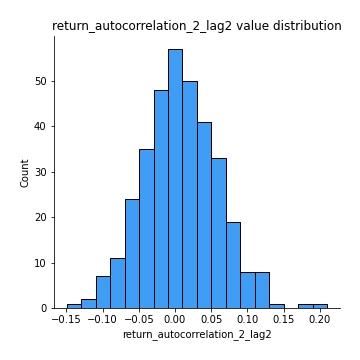 return_autocorrelation_2_lag2 value distribution
Count
50
40
30
20
10
0
−0.15 −0.10 −0.05 0.00 0.05 0.10 0.15 0.20
return_autocorrelation_2_lag2